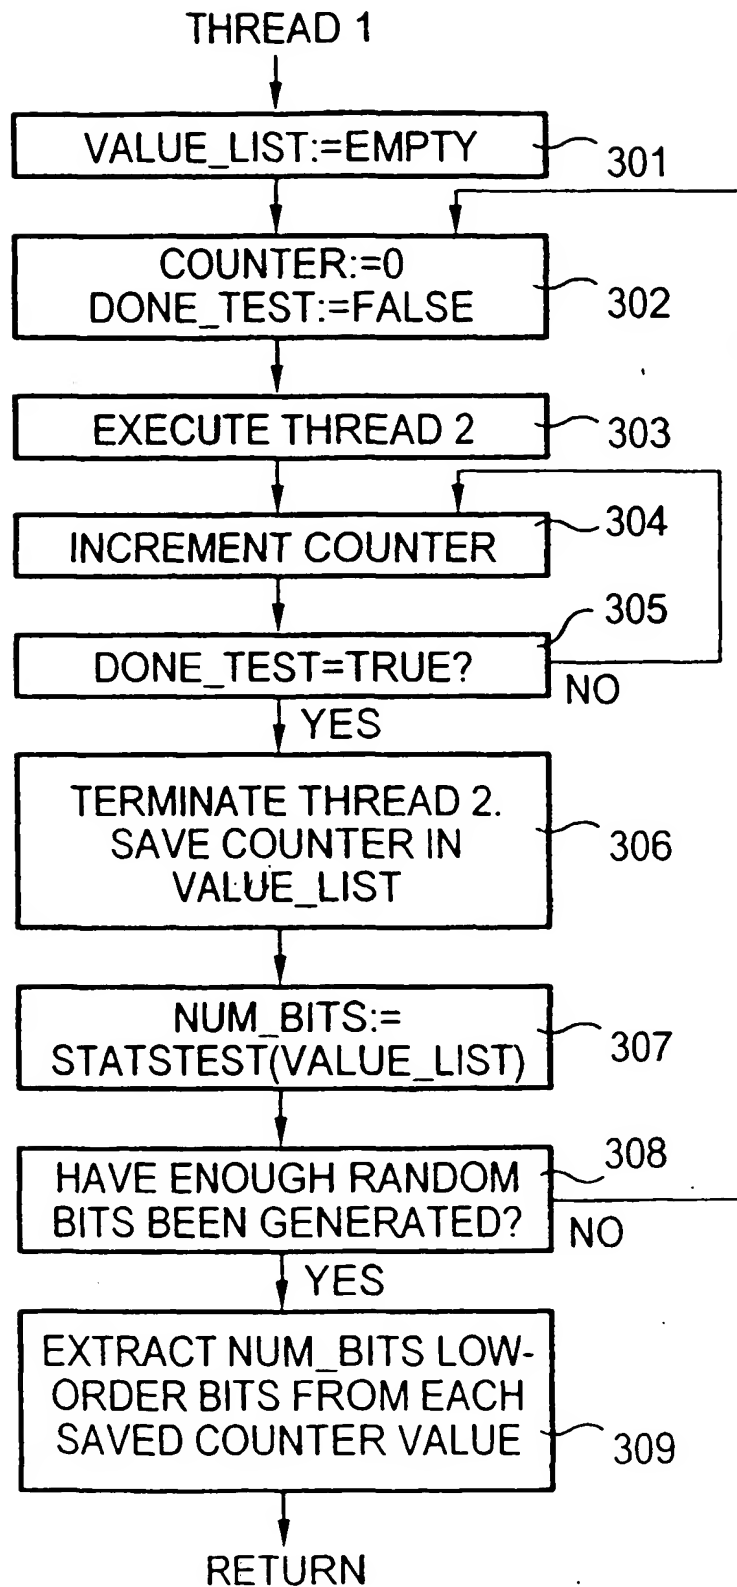 THREAD 1
VALUE_LIST:=EMPTY
301
COUNTER:=0
DONE_TEST:=FALSE
302
EXECUTE THREAD 2
303
INCREMENT COUNTER
304
DONE_TEST=TRUE?
305
NO
YES
TERMINATE THREAD 2.
SAVE COUNTER IN
VALUE_LIST
306
NUM_BITS:=
STATSTEST(VALUE_LIST)
307
HAVE ENOUGH RANDOM
BITS BEEN GENERATED?
308
NO
YES
EXTRACT NUM_BITS LOW-
ORDER BITS FROM EACH
SAVED COUNTER VALUE
309
RETURN